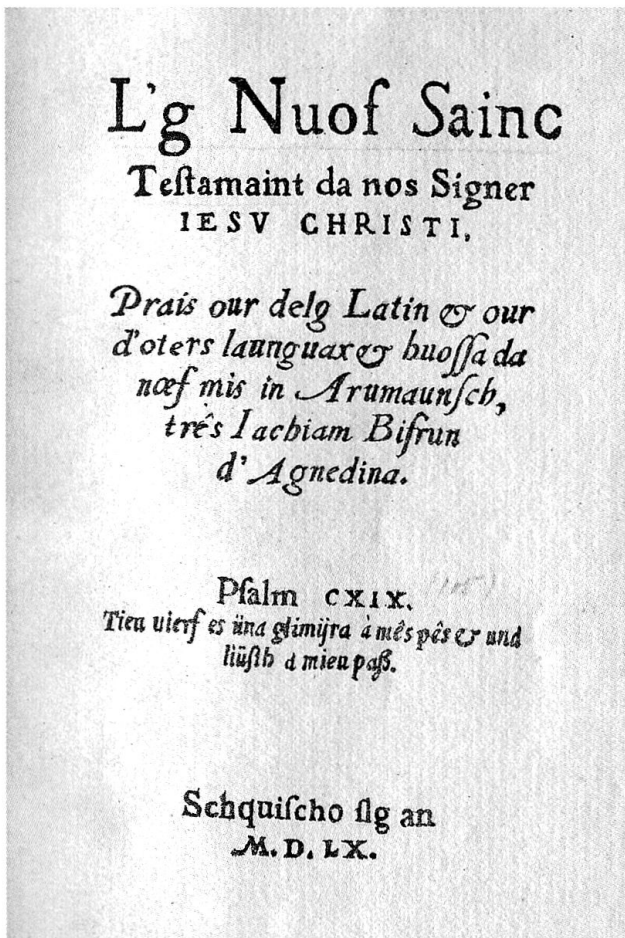 L'g Nuof Sainc
Teſtamaint da nos Signer
IESV CHRISTI.
Prais our delg Latin & our
d'oters launguax & huoſſa da
nœf mis in Arumaunſch,
três Iachiam Bifrun
d'Agnedina.
Pſalm CXIX.
Tieu uierf es üna glimijra à mês pês & und
liüſth à mieu paß.
Schquiſcho ſlg an
M. D. LX.